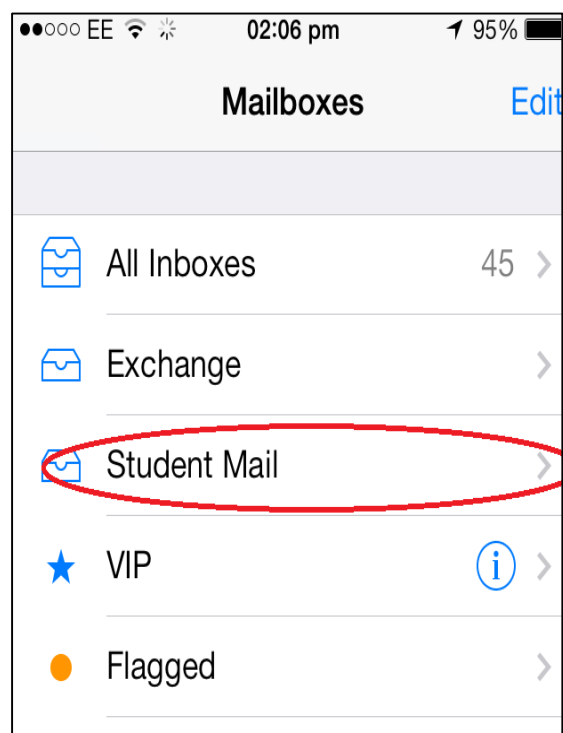 EE 02:06 pm 95%
Mailboxes Edit
All Inboxes 45
Exchange
Student Mail
VIP i
Flagged